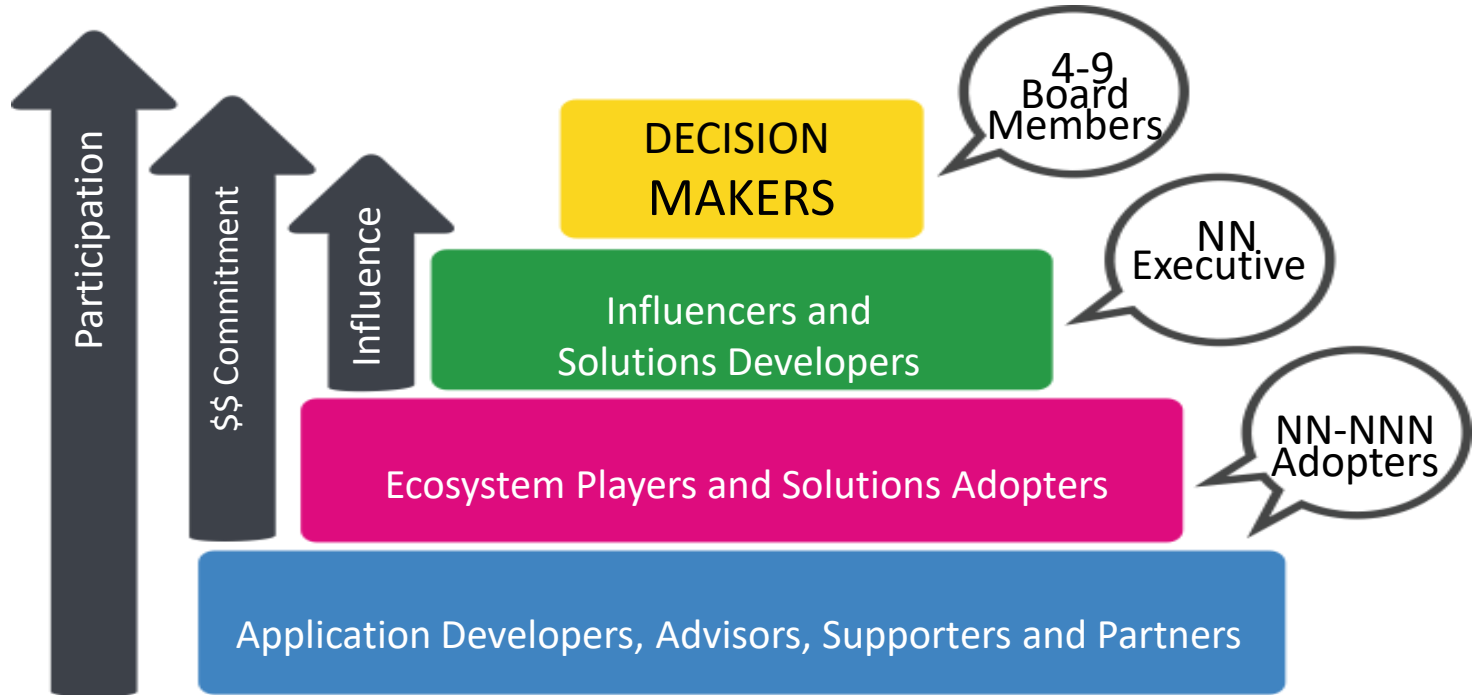 Participation
$$ Commitment
Influence
DECISION
MAKERS
4-9
Board
Members
Influencers and
Solutions Developers
NN
Executive
Ecosystem Players and Solutions Adopters
NN-NNN
Adopters
Application Developers, Advisors, Supporters and Partners